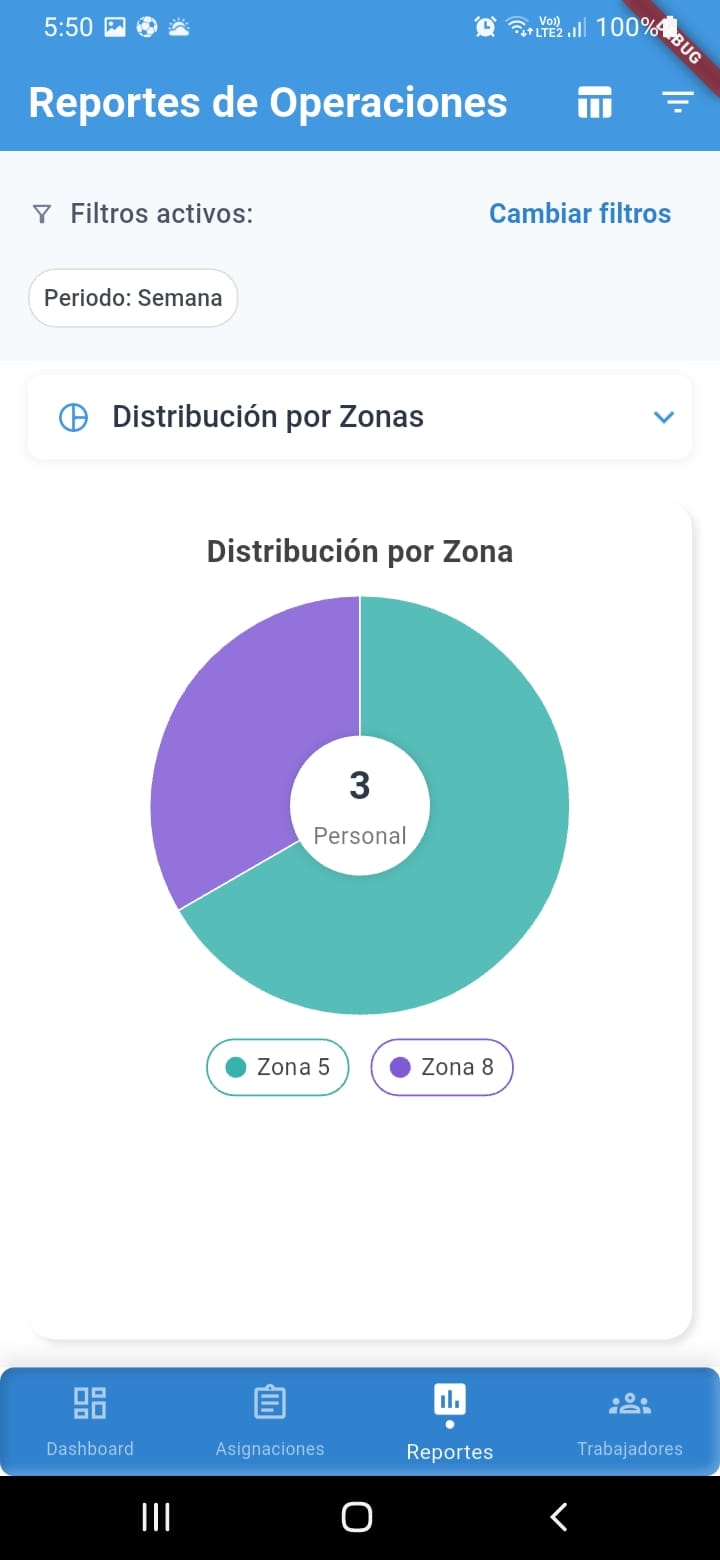 5:50
Vo))
LTE2
100%
BUG
Reportes de Operaciones
Filtros activos:
Cambiar filtros
Periodo: Semana
Distribución por Zonas
Distribución por Zona
3
Personal
Zona 5
Zona 8
Dashboard
Asignaciones
Reportes
Trabajadores